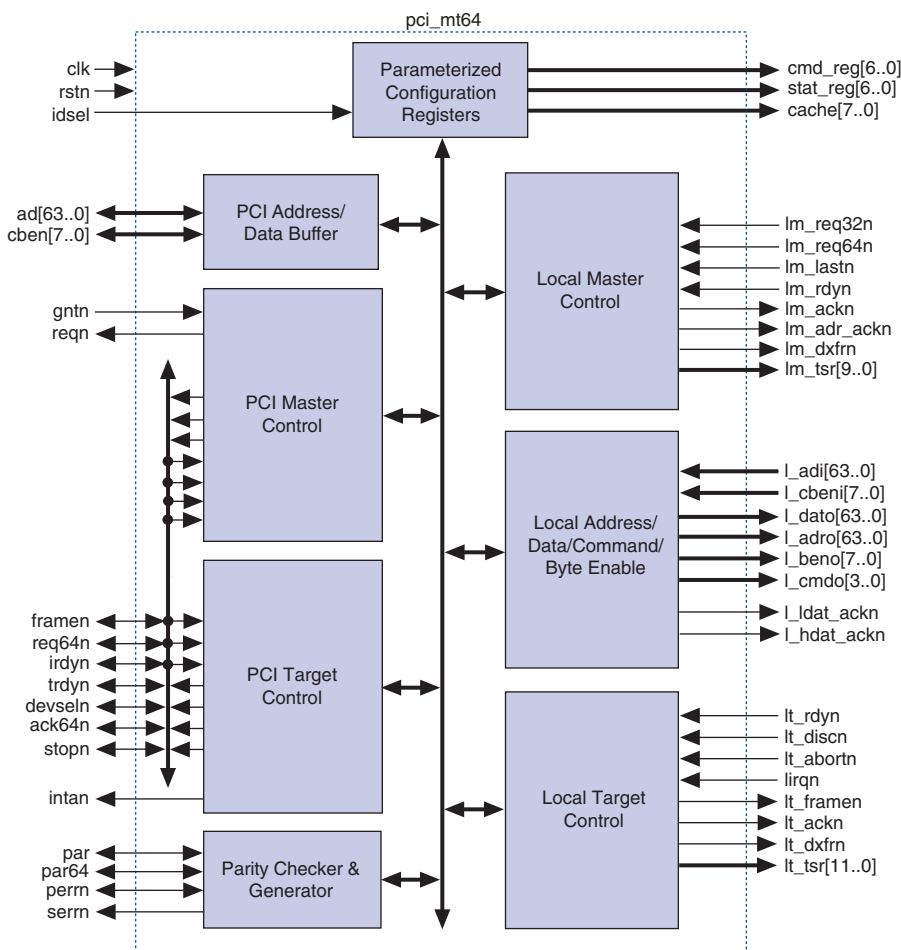 pci_mt64
clk
rstn
idsel
Parameterized
Configuration
Registers
cmd_reg[6..0]
stat_reg[6..0]
cache[7..0]
ad[63..0]
cben[7..0]
PCI Address/
Data Buffer
gntn
reqn
PCI Master
Control
framen
req64n
irdyn
trdyn
devseln
ack64n
stopn
intan
PCI Target
Control
par
par64
perrn
serrn
Parity Checker &
Generator
Local Master
Control
lm_req32n
lm_req64n
lm_lastn
lm_rdyn
lm_ackn
lm_adr_ackn
lm_dxfrn
lm_tsr[9..0]
Local Address/
Data/Command/
Byte Enable
l_adi[63..0]
l_cbeni[7..0]
l_dato[63..0]
l_adro[63..0]
l_beno[7..0]
l_cmdo[3..0]
l_ldat_ackn
l_hdat_ackn
Local Target
Control
lt_rdyn
lt_discn
lt_abortn
lirqn
lt_framen
lt_ackn
lt_dxfrn
lt_tsr[11..0]